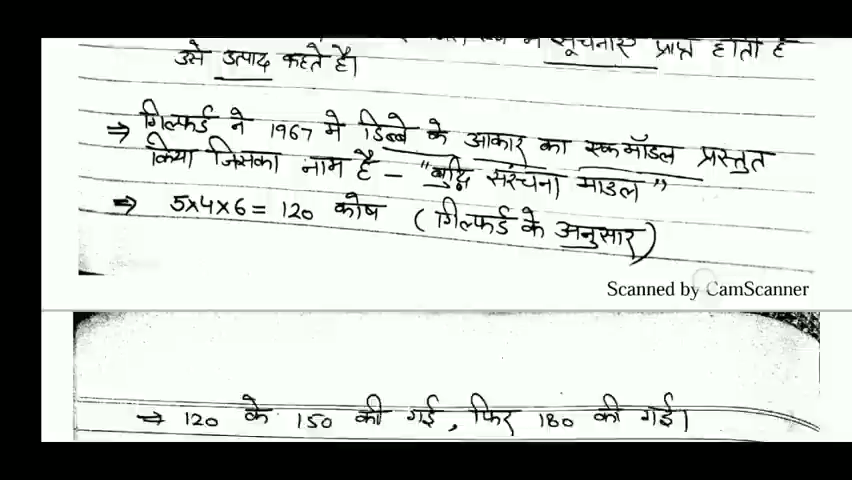 सूचनाएँ प्राप्त होती है
उसे उत्पाद कहते है।
⇒ गिल्फर्ड ने 1967 मे डिब्बे के आकार का एक मॉडल प्रस्तुत
किया जिसका नाम है - "बुद्धि संरचना माडल"
⇒ 5x4x6 = 120 कोष (गिल्फर्ड के अनुसार)
Scanned by CamScanner
⇒ 120 के 150 की गई, फिर 180 की गई।